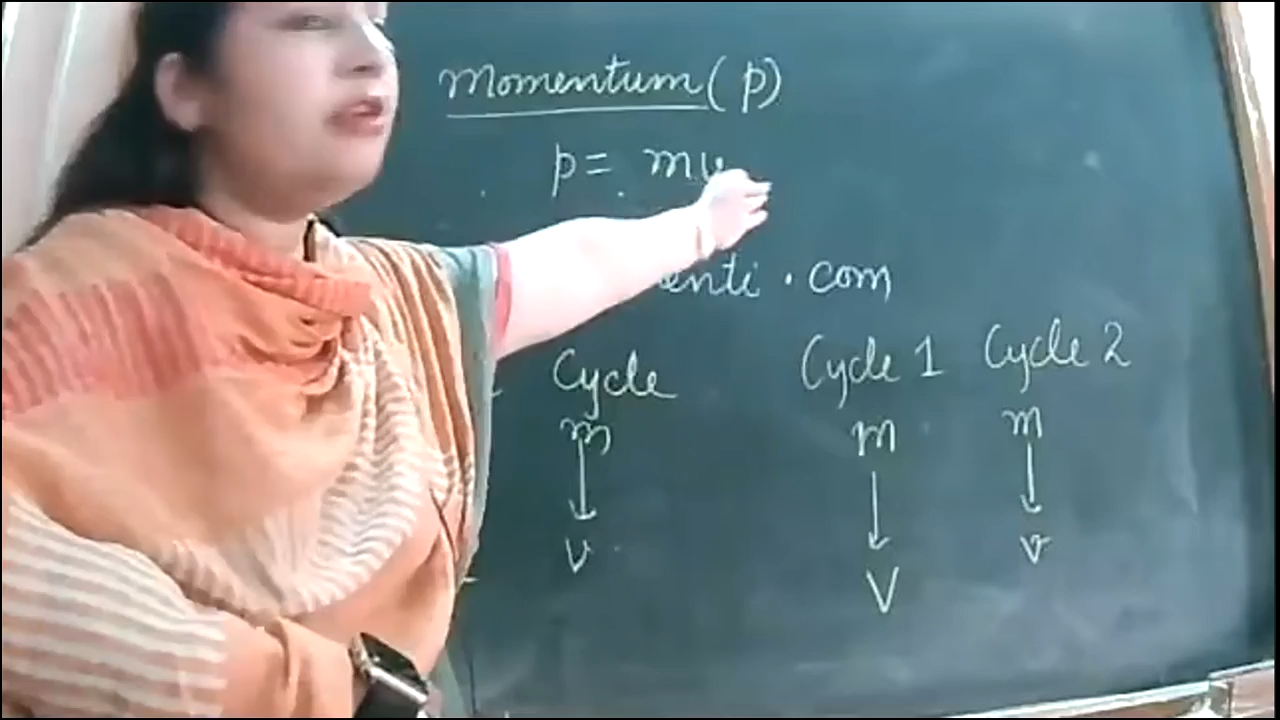 Momentum (p)
p = mv
enti . com
Cycle Cycle 1 Cycle 2
m m m
↓ ↓ ↓
v V v